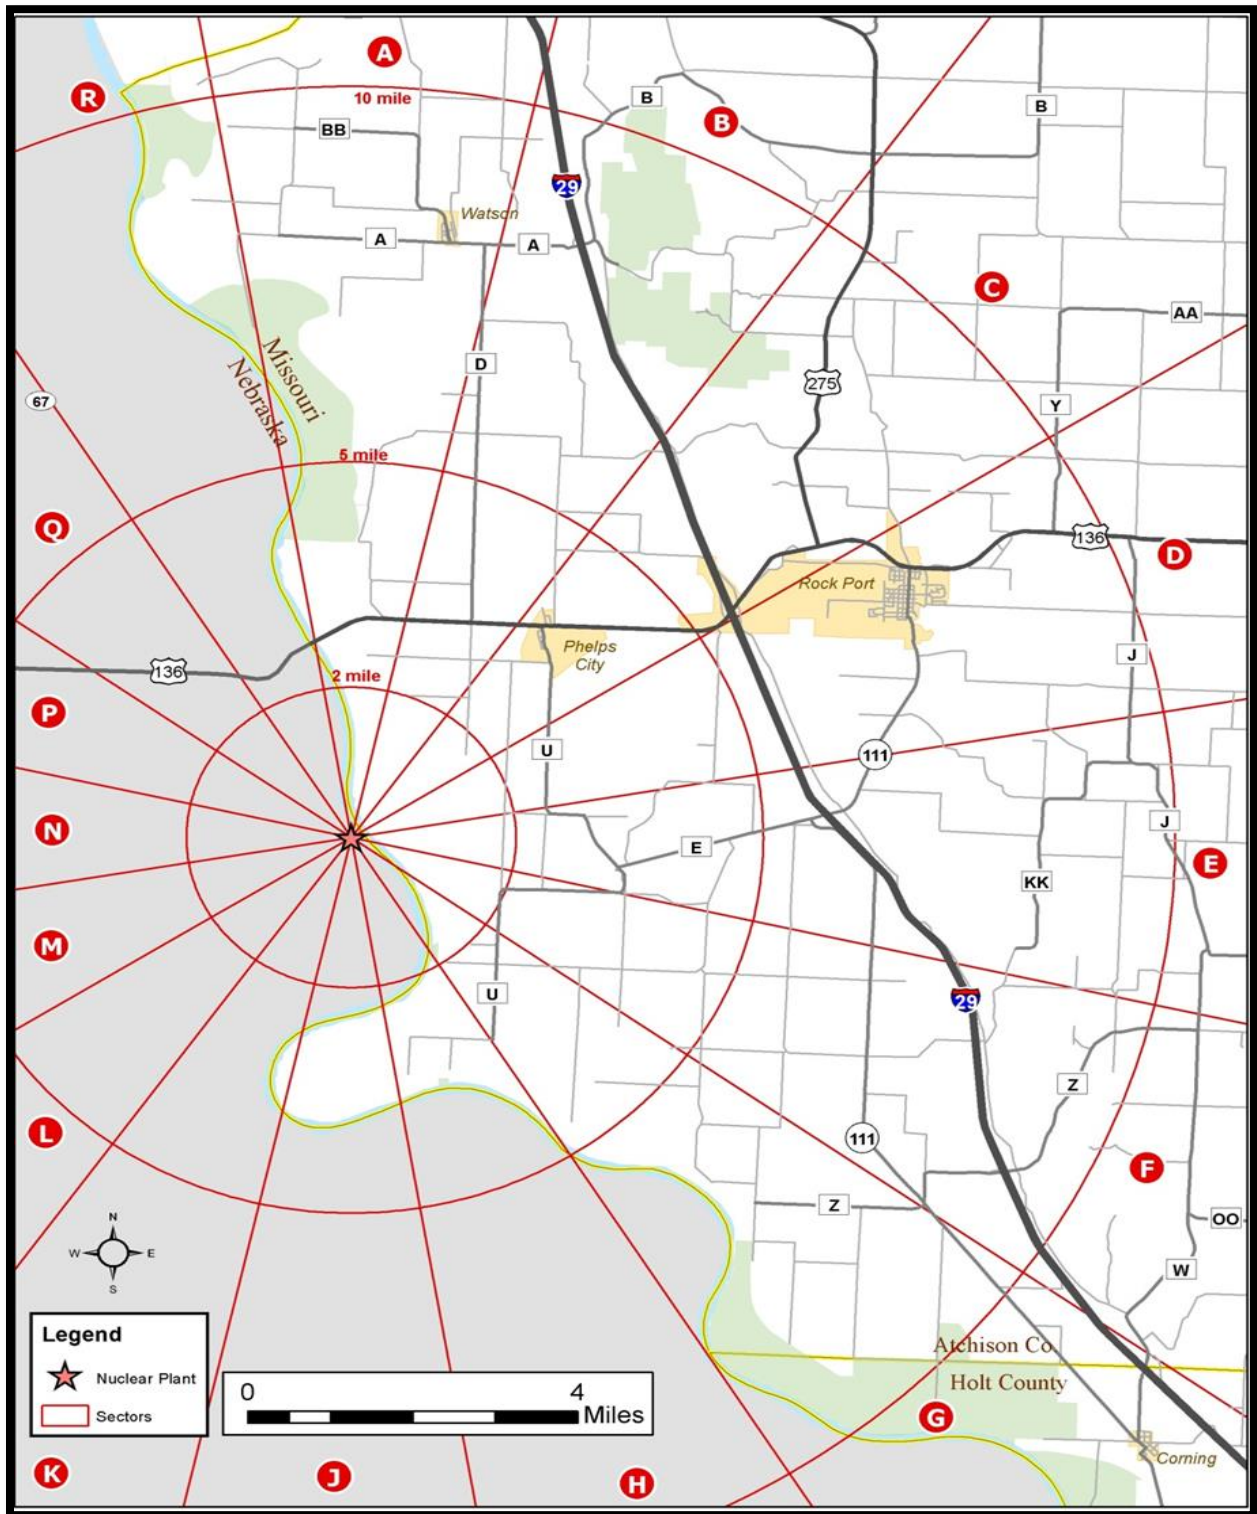 A
R
10 mile
B
B
B
BB
29
Watson
A
A
C
AA
Missouri
Nebraska
D
275
67
Y
5 mile
Q
136
D
Rock Port
Phelps
City
J
136
2 mile
P
U
111
N
J
E
E
KK
M
U
29
Z
L
111
F
Z
OO
N
W
E
S
W
Legend
Nuclear Plant
Sectors
0
4
Miles
Atchison Co.
Holt County
G
Corning
K
J
H